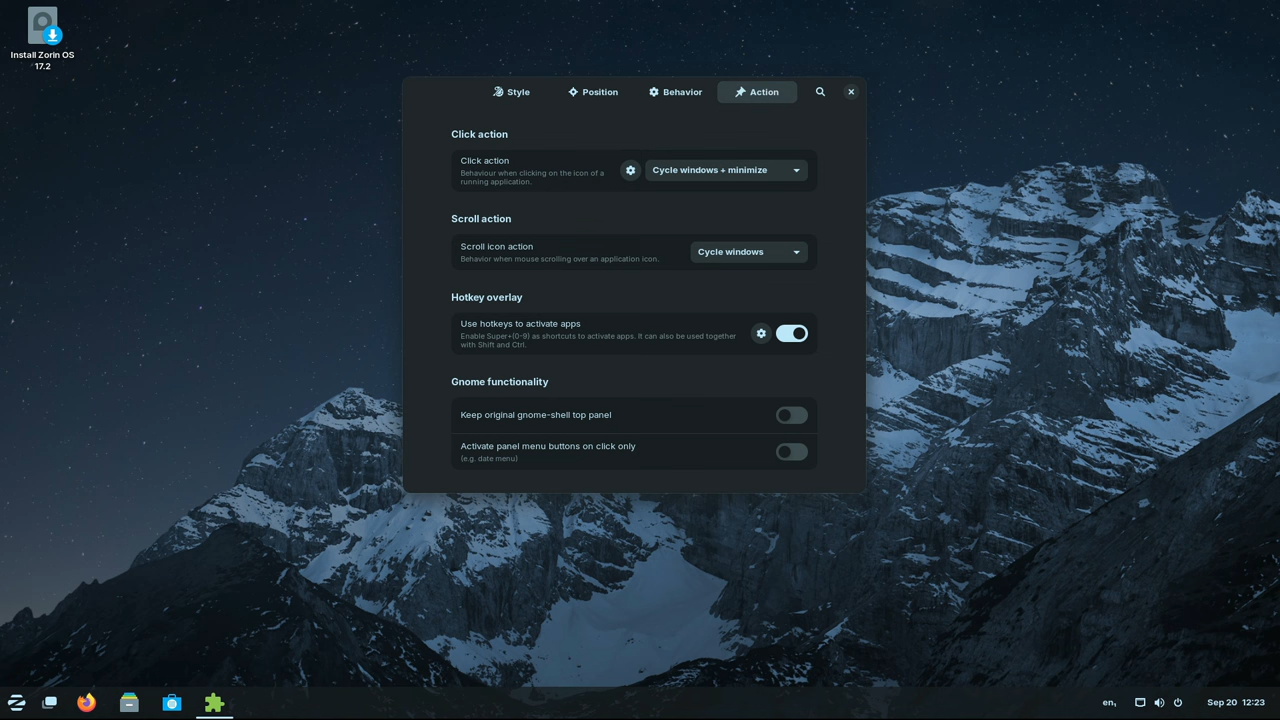 Install Zorin OS
17.2
Style
Position
Behavior
Action
Click action
Click action
Behaviour when clicking on the icon of a
running application.
Cycle windows + minimize
Scroll action
Scroll icon action
Behavior when mouse scrolling over an application icon.
Cycle windows
Hotkey overlay
Use hotkeys to activate apps
Enable Super+(0-9) as shortcuts to activate apps. It can also be used together
with Shift and Ctrl.
Gnome functionality
Keep original gnome-shell top panel
Activate panel menu buttons on click only
(e.g. date menu)
en₁
Sep 20 12:23